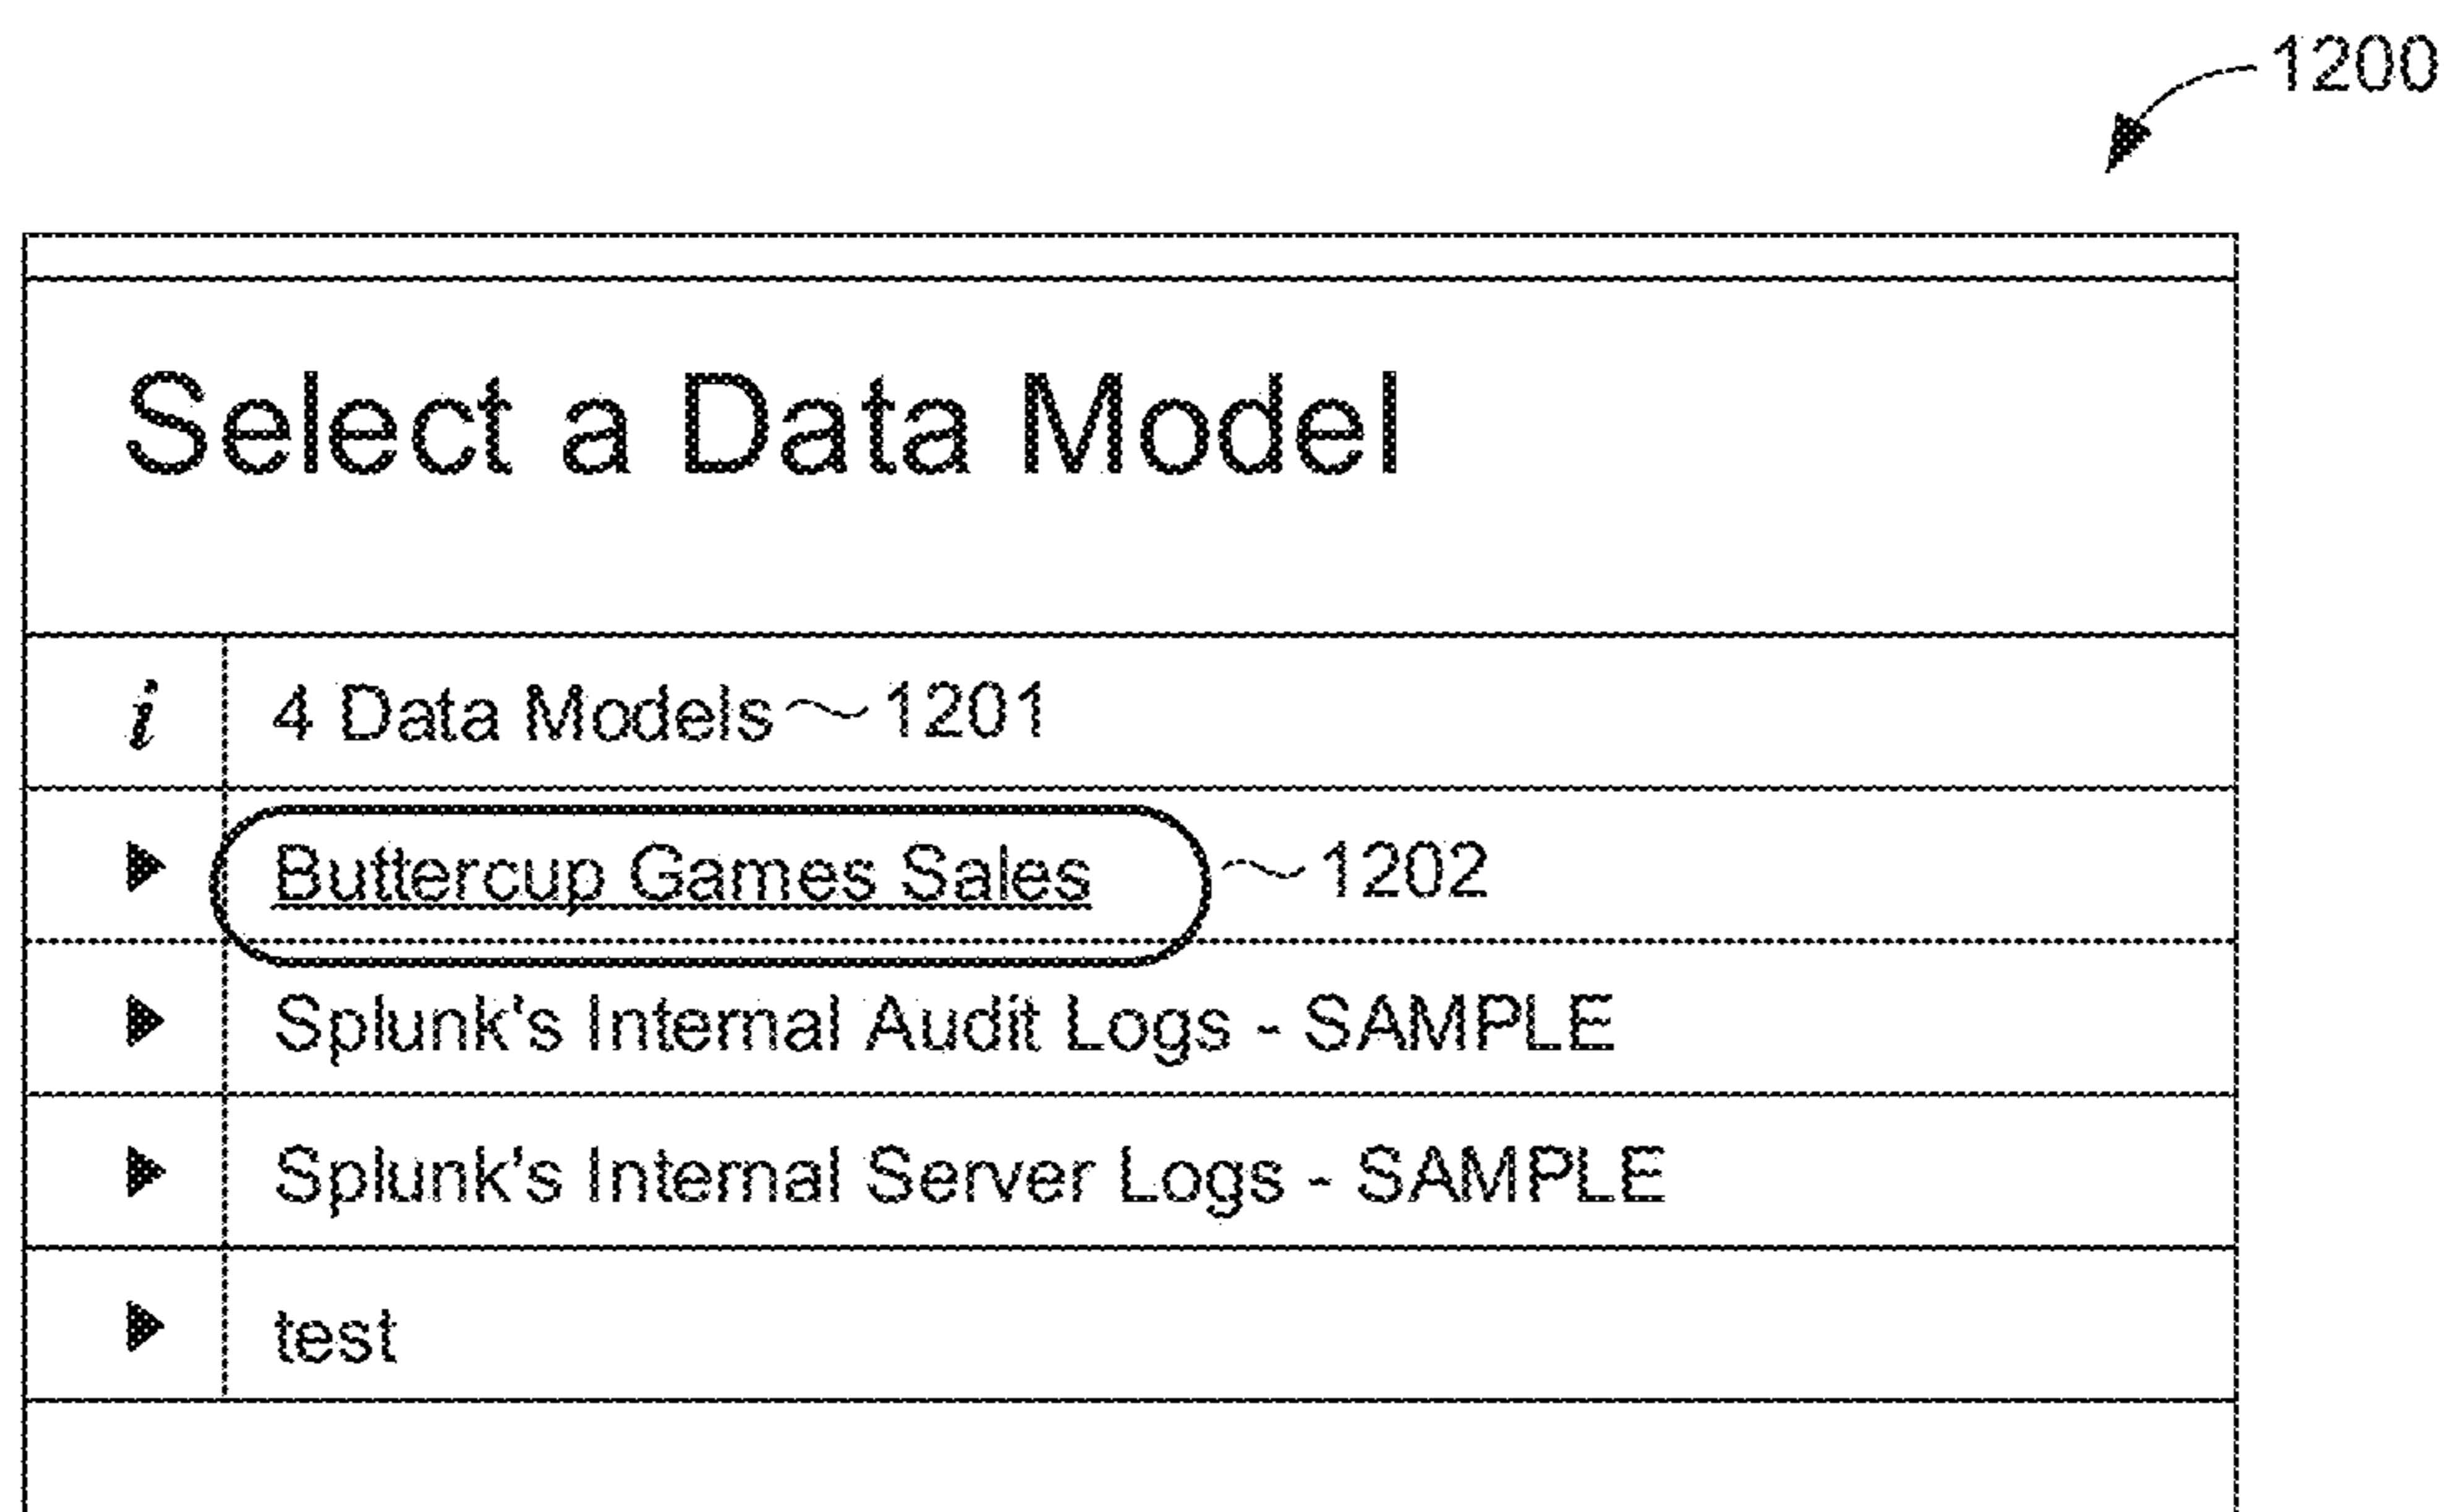 1200
Select a Data Model
i 4 Data Models 1201
Buttercup Games Sales 1202
Splunk's Internal Audit Logs - SAMPLE
Splunk's Internal Server Logs - SAMPLE
test